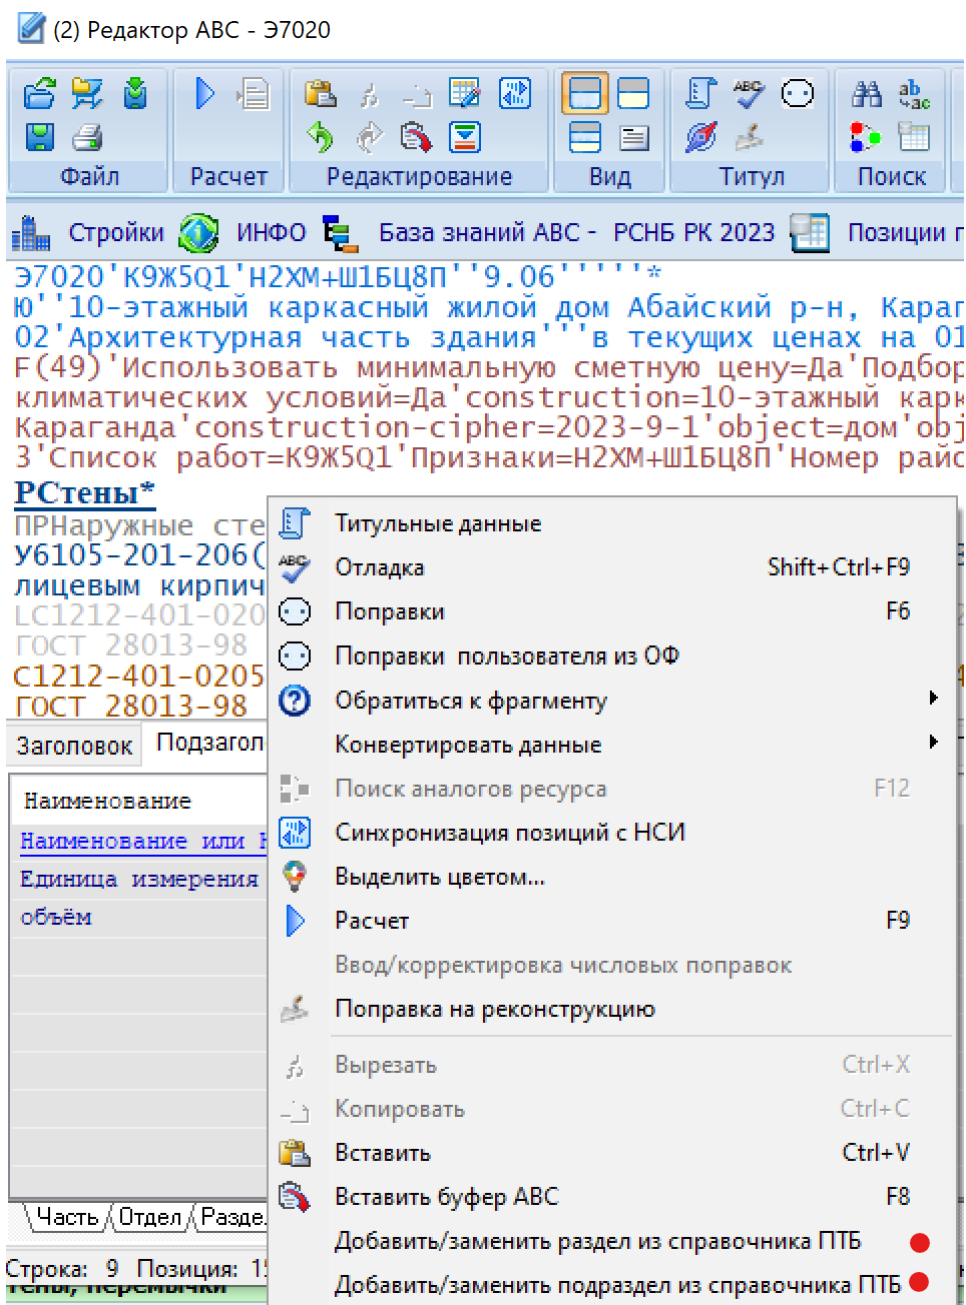 (2) Редактор АВС - Э7020
Файл
Расчет
Редактирование
Вид
Титул
Поиск
Стройки ИНФО База знаний АВС - РСНБ РК 2023 Позиции
Э7020'К9Ж5Q1'Н2ХМ+Ш1БЦ8П''9.06'''''*
Ю''10-этажный каркасный жилой дом Абайский р-н,
02'Архитектурная часть здания'''в текущих ценах на 01
F(49)'Использовать минимальную сметную цену=Да'Подбор
климатических условий=Да'construction=10-этажный карк
Караганда'construction-cipher=2023-9-1'object=дом'obj
3'Список работ=К9Ж5Q1'Признаки=Н2ХМ+Ш1БЦ8П'Номер райо
РСтены*
ПРНаружные сте
У6105-201-206(
лицевым кирпич
LС1212-401-020
ГОСТ 28013-98
С1212-401-0205
ГОСТ 28013-98
Заголовок Подзагол
Наименование
Наименование или
Единица измерения
объём
Часть Отдел Разде
Строка: 9 Позиция:
Титульные данные
Отладка Shift+Ctrl+F9
Поправки F6
Поправки пользователя из ОФ
Обратиться к фрагменту
Конвертировать данные
Поиск аналогов ресурса F12
Синхронизация позиций с НСИ
Выделить цветом...
Расчет F9
Ввод/корректировка числовых поправок
Поправка на реконструкцию
Вырезать Ctrl+X
Копировать Ctrl+C
Вставить Ctrl+V
Вставить буфер АВС F8
Добавить/заменить раздел из справочника ПТБ
Добавить/заменить подраздел из справочника ПТБ